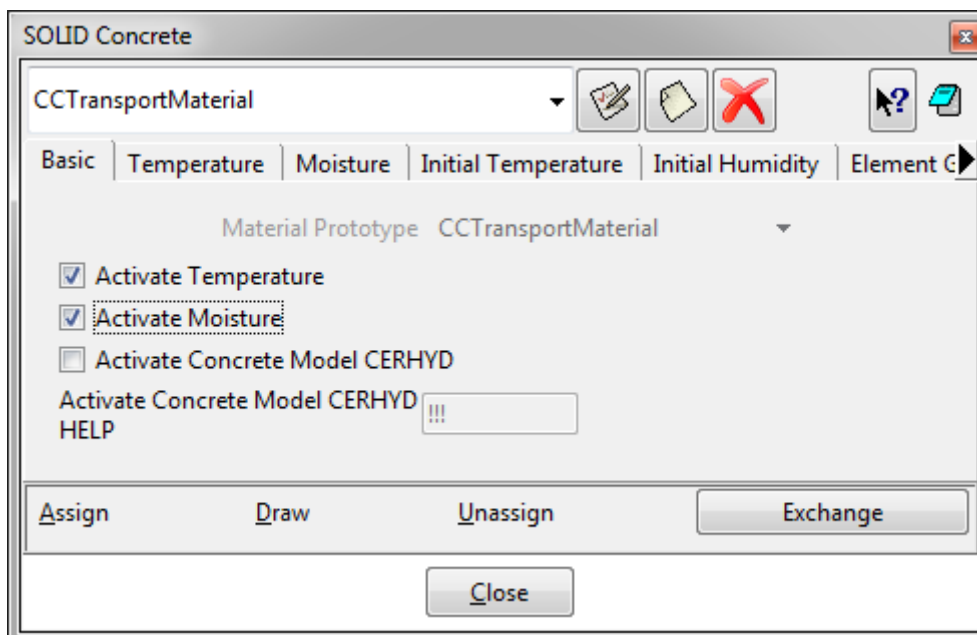 SOLID Concrete
CCTransportMaterial
?
Basic Temperature Moisture Initial Temperature Initial Humidity Element G
Material Prototype CCTransportMaterial
Activate Temperature
Activate Moisture
Activate Concrete Model CERHYD
Activate Concrete Model CERHYD !!!
HELP
Assign Draw Unassign Exchange
Close